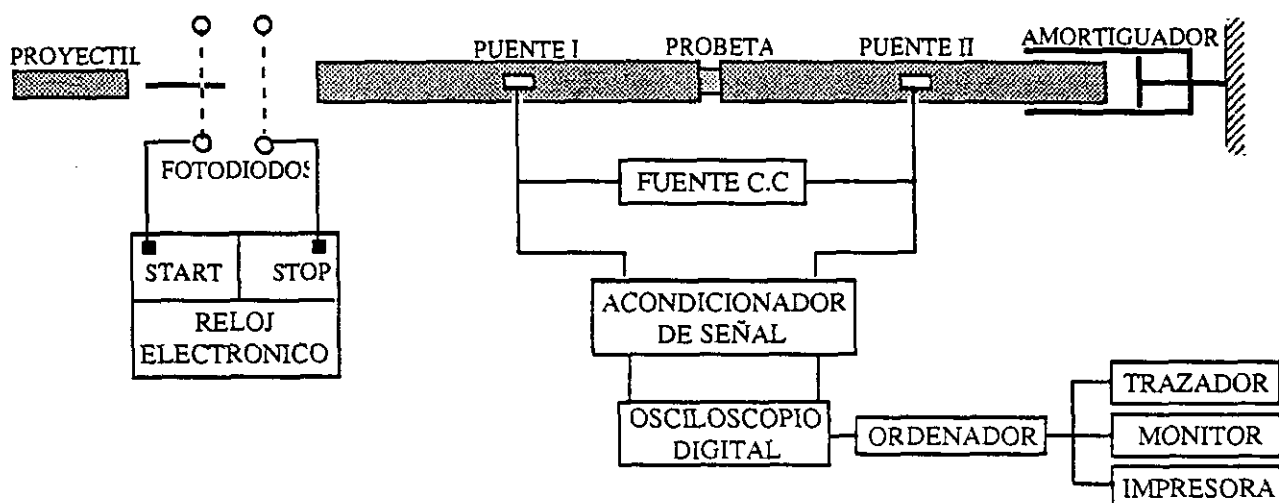 PROYECTIL
PUENTE I
PROBETA
PUENTE II
AMORTIGUADOR
FOTODIODOS
FUENTE C.C
START
STOP
RELOJ
ELECTRONICO
ACONDICIONADOR
DE SEÑAL
OSCILOSCOPIO
DIGITAL
ORDENADOR
TRAZADOR
MONITOR
IMPRESORA